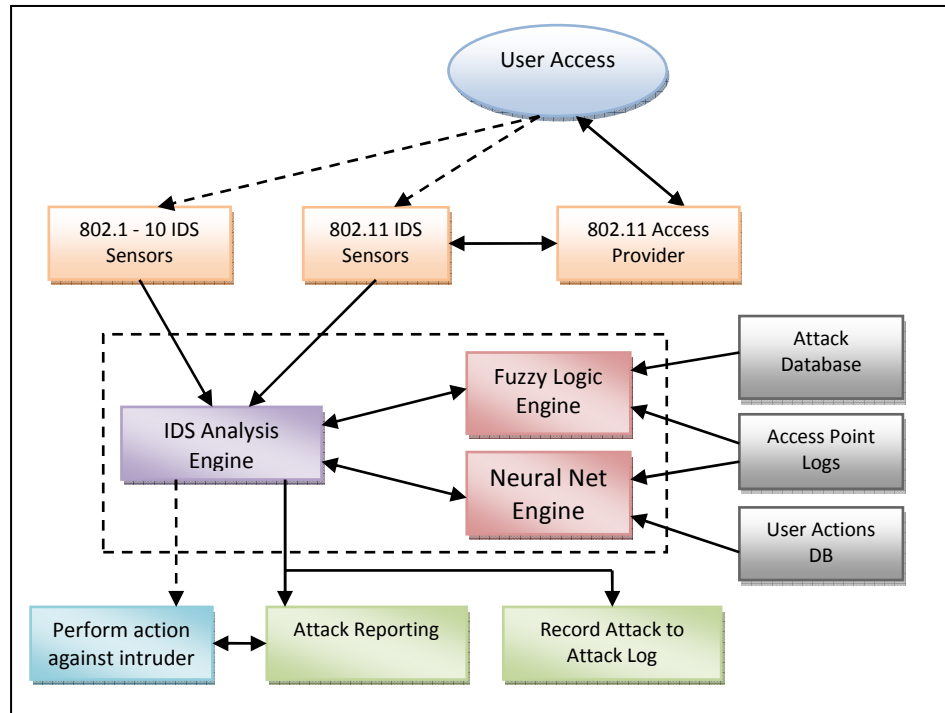 User Access
802.1 - 10 IDS
Sensors
802.11 IDS
Sensors
802.11 Access
Provider
Attack
Database
Fuzzy Logic
Engine
IDS Analysis
Engine
Access Point
Logs
Neural Net
Engine
User Actions
DB
Perform action
against intruder
Attack Reporting
Record Attack to
Attack Log